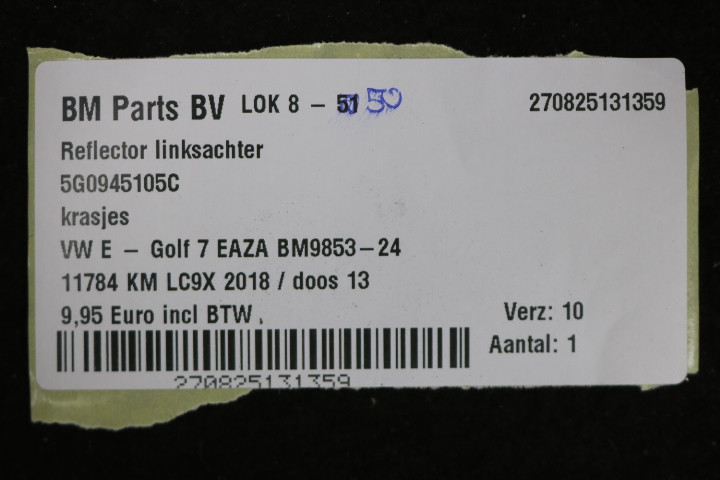 BM Parts BV LOK 8 – 51 50 270825131359
Reflector linksachter
5G0945105C
krasjes
VW E – Golf 7 EAZA BM9853–24
11784 KM LC9X 2018 / doos 13
9,95 Euro incl BTW Verz: 10
Aantal: 1
270825131359